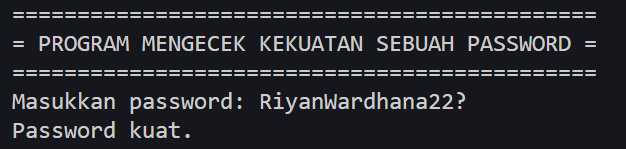 =============================================
= PROGRAM MENGECEK KEKUATAN SEBUAH PASSWORD =
=============================================
Masukkan password: RiyanWardhana22?
Password kuat.